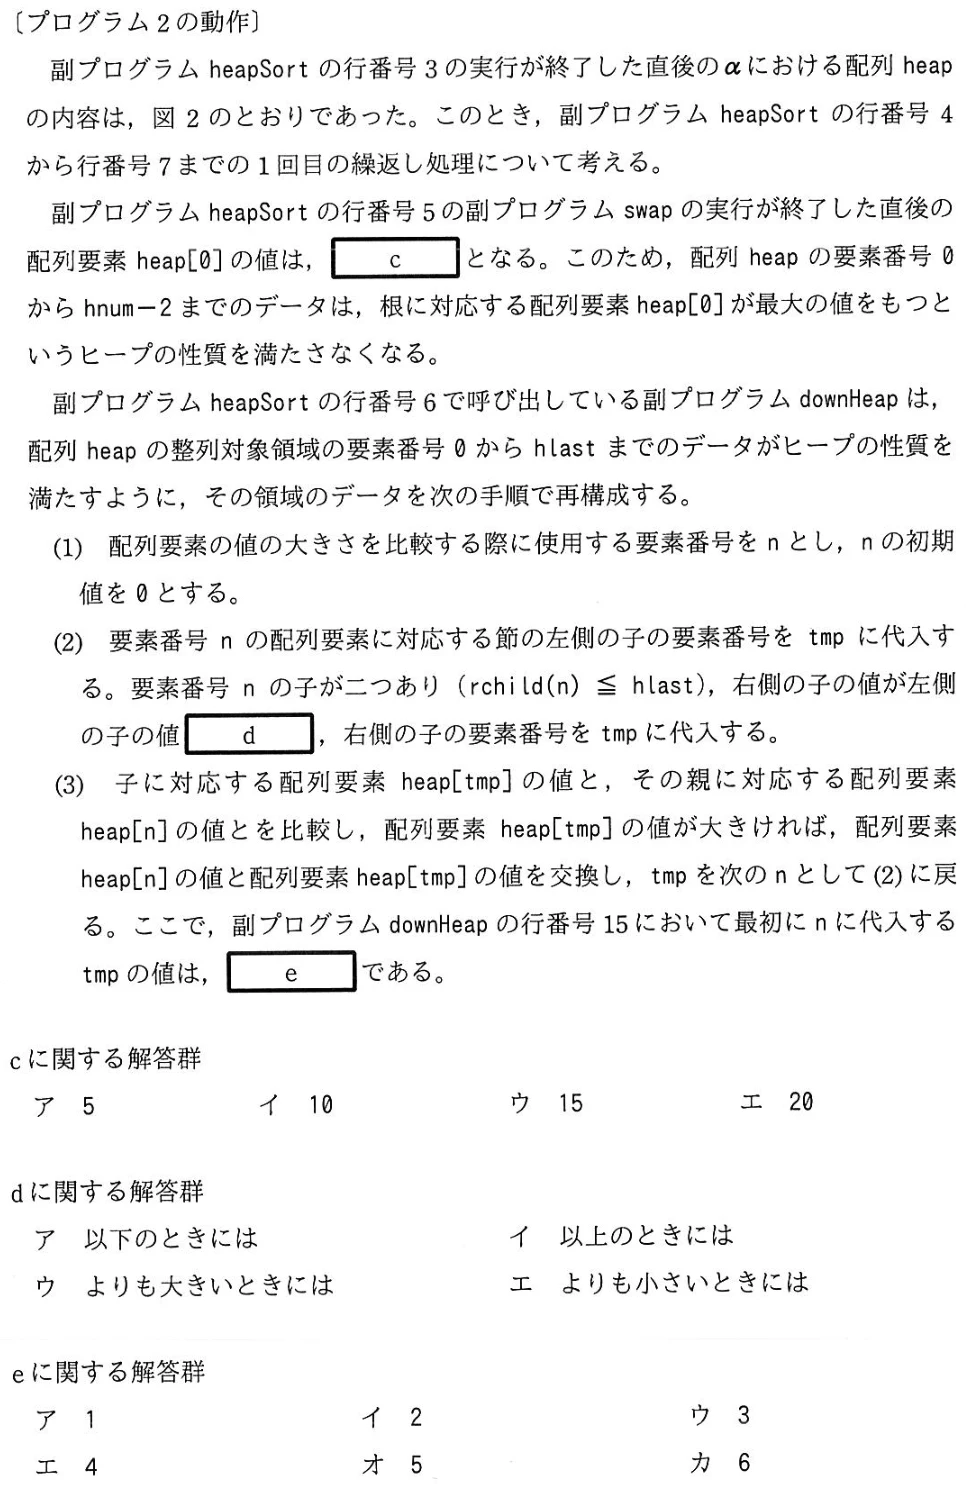 〔プログラム2の動作〕
副プログラム heapSort の行番号3の実行が終了した直後のαにおける配列 heap
の内容は，図 2 のとおりであった。このとき，副プログラム heapSort の行番号 4
から行番号7までの1回目の繰返し処理について考える。
副プログラム heapSort の行番号5の副プログラム swap の実行が終了した直後の
配列要素 heap[0] の値は， c となる。このため，配列 heap の要素番号 0
から hnum－2 までのデータは，根に対応する配列要素 heap[0] が最大の値をもつと
いうヒープの性質を満たさなくなる。
副プログラム heapSort の行番号6で呼び出している副プログラム downHeap は，
配列 heap の整列対象領域の要素番号 0 から hlast までのデータがヒープの性質を
満たすように，その領域のデータを次の手順で再構成する。
(1) 配列要素の値の大きさを比較する際に使用する要素番号を n とし，n の初期
値を 0 とする。
(2) 要素番号 n の配列要素に対応する節の左側の子の要素番号を tmp に代入す
る。要素番号 n の子が二つあり（rchild(n) ≦ hlast），右側の子の値が左側
の子の値 d ，右側の子の要素番号を tmp に代入する。
(3) 子に対応する配列要素 heap[tmp] の値と，その親に対応する配列要素
heap[n] の値とを比較し，配列要素 heap[tmp] の値が大きければ，配列要素
heap[n] の値と配列要素 heap[tmp] の値を交換し，tmp を次の n として (2) に戻
る。ここで，副プログラム downHeap の行番号 15 において最初に n に代入する
tmp の値は， e である。
c に関する解答群
ア 5 イ 10 ウ 15 エ 20
d に関する解答群
ア 以下のときには イ 以上のときには
ウ よりも大きいときには エ よりも小さいときには
e に関する解答群
ア 1 イ 2 ウ 3
エ 4 オ 5 カ 6